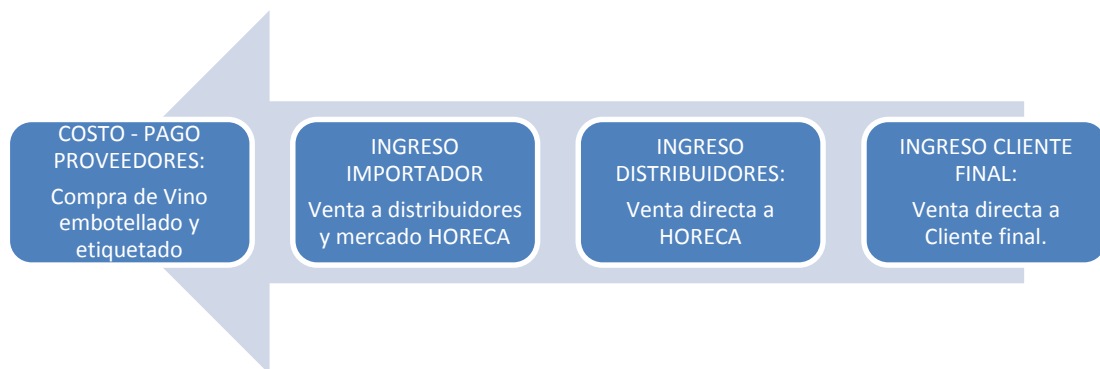 COSTO - PAGO
PROVEEDORES:
Compra de Vino
embotellado y
etiquetado
INGRESO
IMPORTADOR
Venta a distribuidores
y mercado HORECA
INGRESO
DISTRIBUIDORES:
Venta directa a
HORECA
INGRESO CLIENTE
FINAL:
Venta directa a
Cliente final.